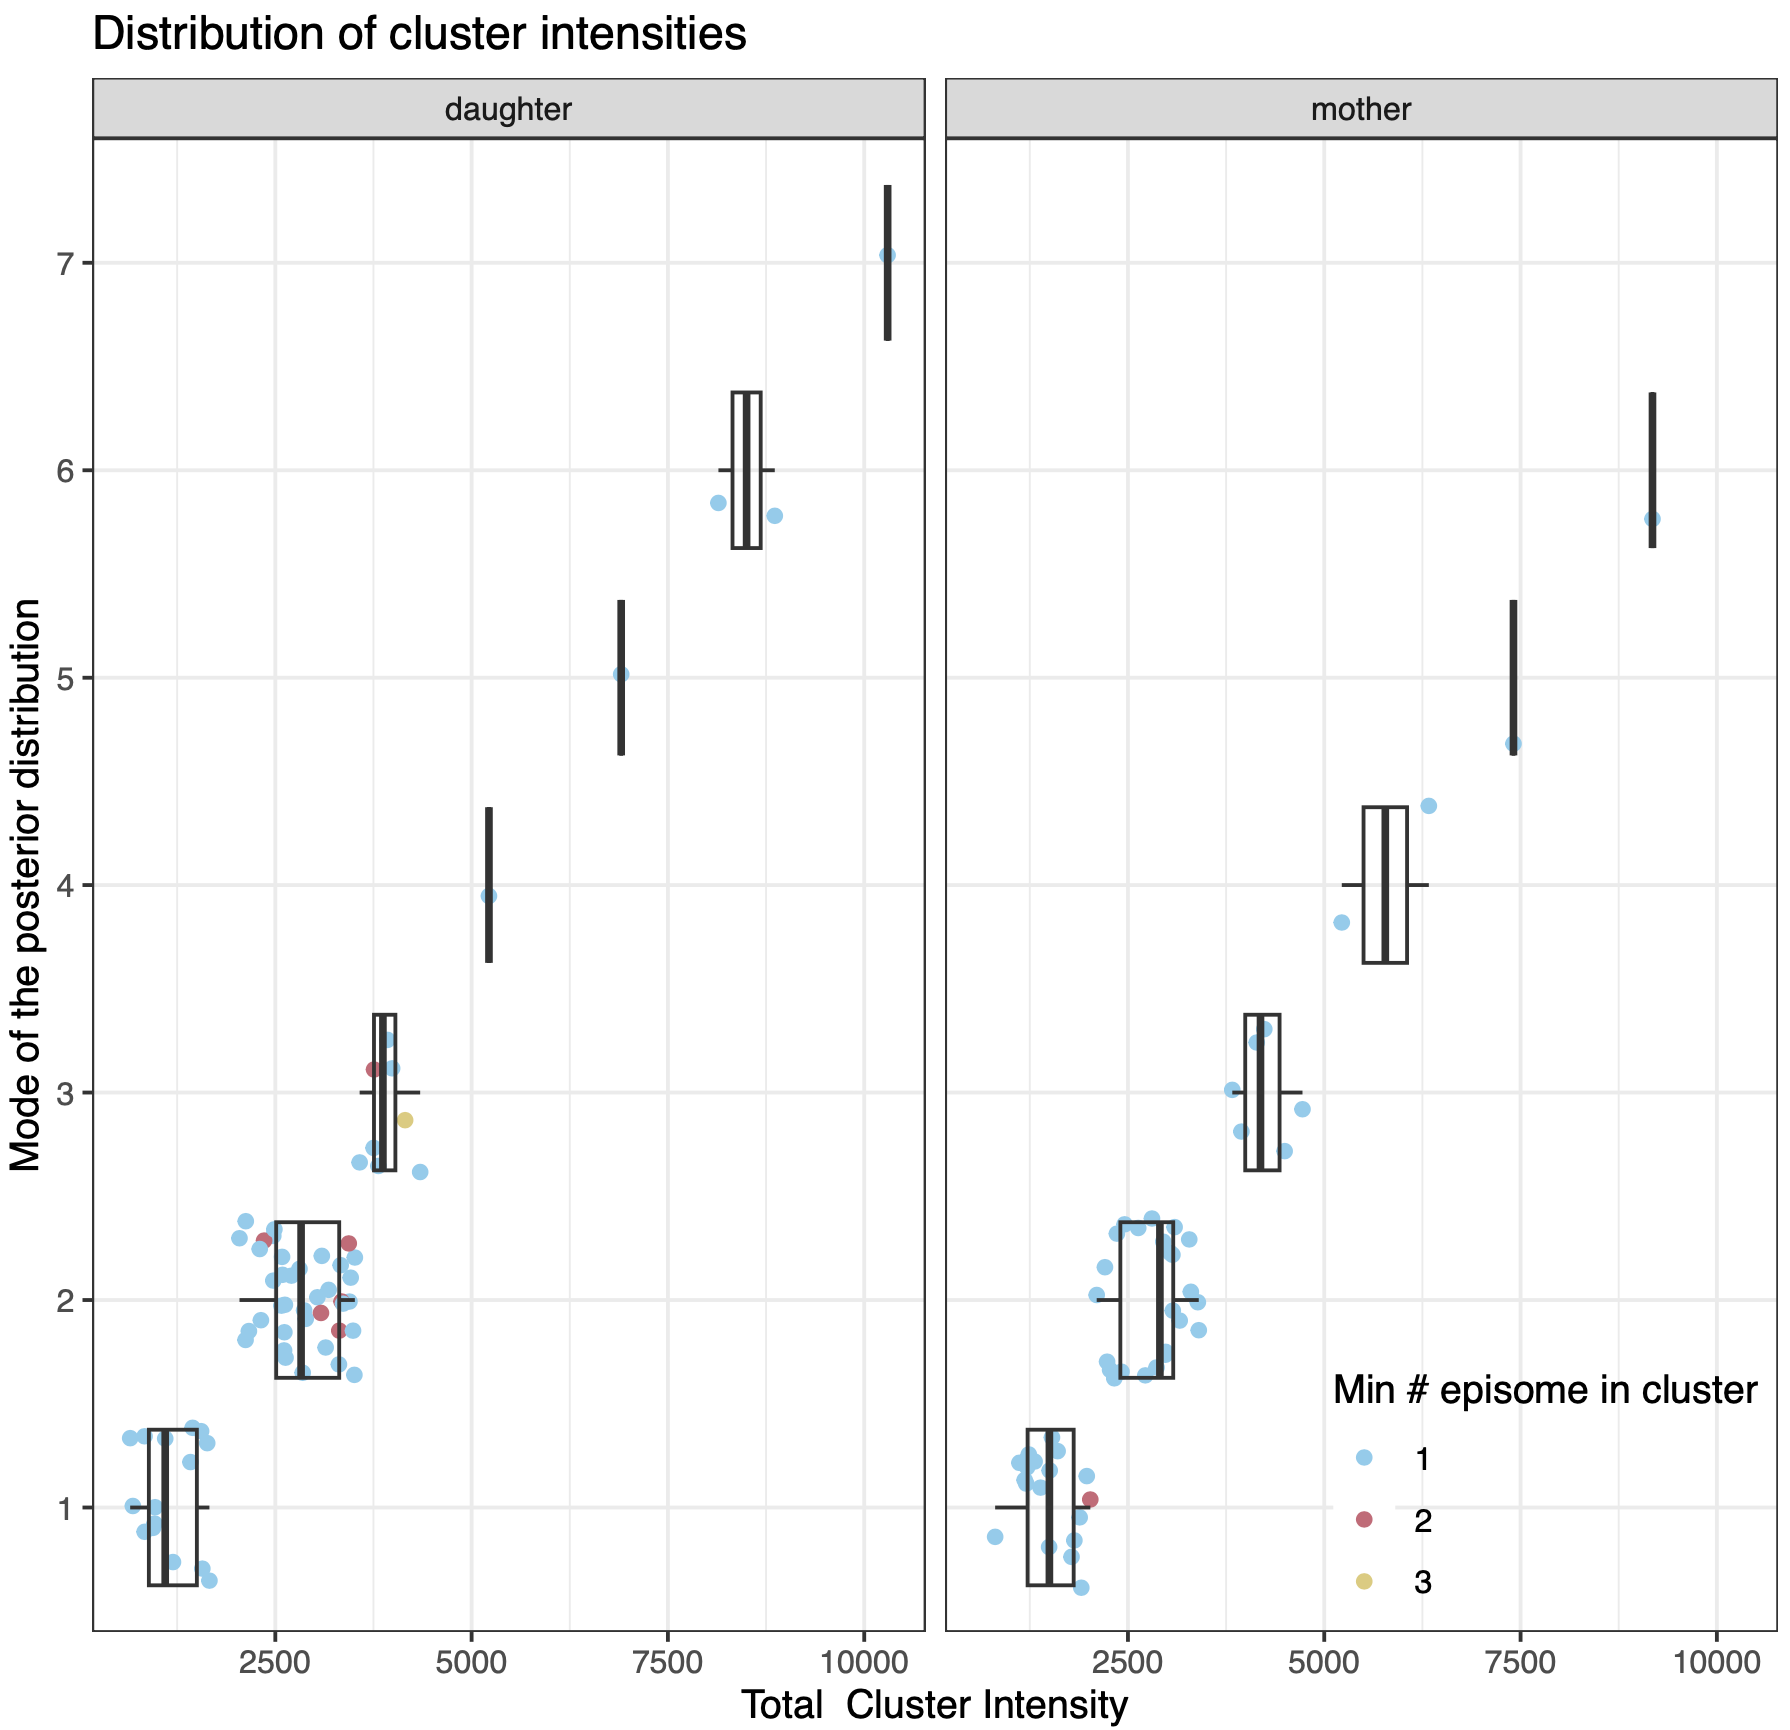 Distribution of cluster intensities
daughter
mother
Mode of the posterior distribution
7
6
5
4
3
2
1
Min # episome in cluster
1
2
3
2500 5000 7500 10000
2500 5000 7500 10000
Total  Cluster Intensity